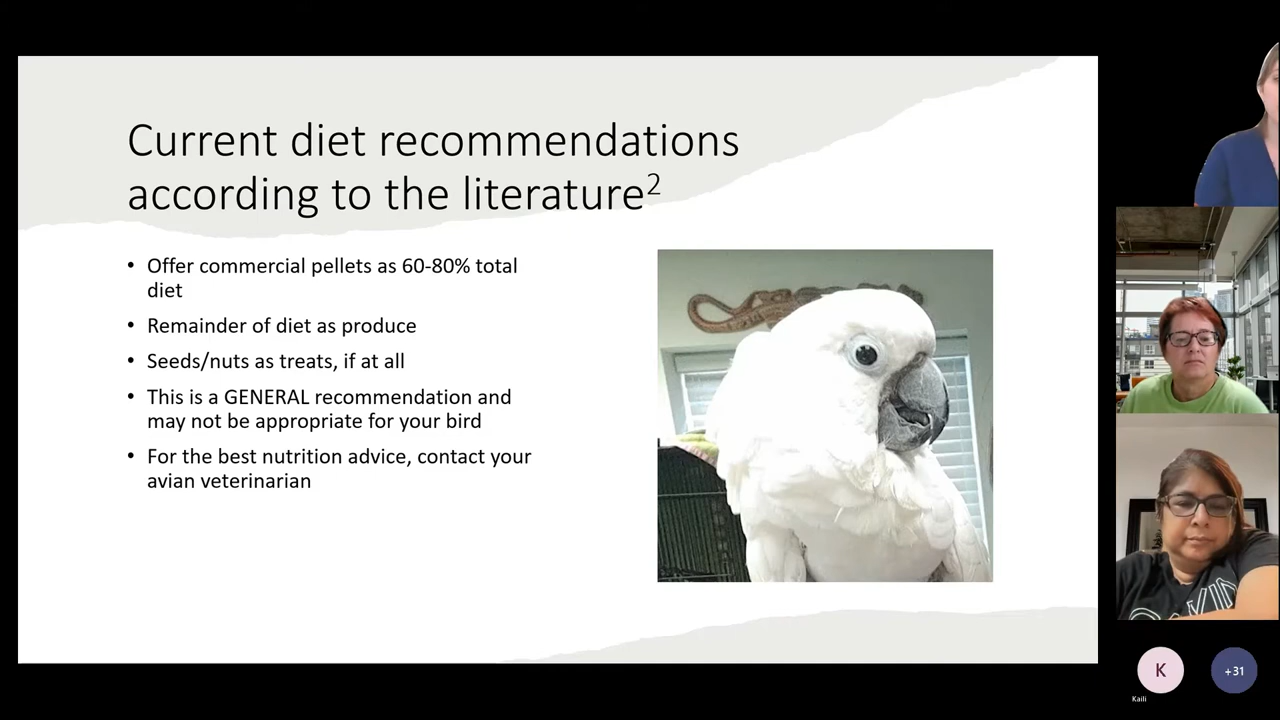 Current diet recommendations
according to the literature2
• Offer commercial pellets as 60-80% total
diet
• Remainder of diet as produce
• Seeds/nuts as treats, if at all
• This is a GENERAL recommendation and
may not be appropriate for your bird
• For the best nutrition advice, contact your
avian veterinarian
K
+31
Kaili